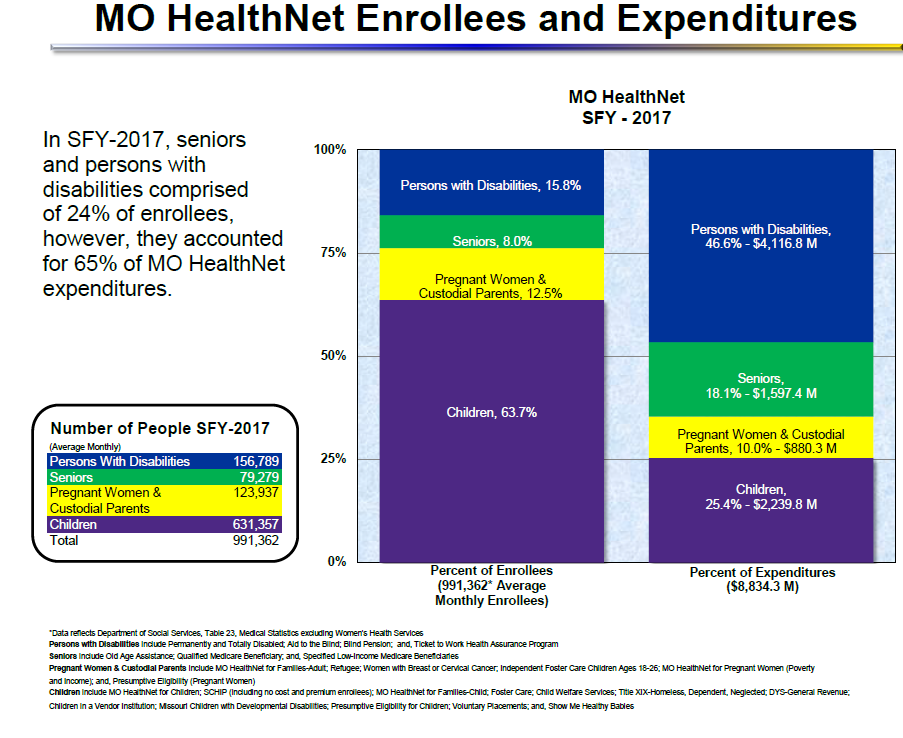 MO HealthNet Enrollees and Expenditures
In SFY-2017, seniors
and persons with
disabilities comprised
of 24% of enrollees,
however, they accounted
for 65% of MO HealthNet
expenditures.
Number of People SFY-2017
(Average Monthly)
Persons With Disabilities 156,789
Seniors 79,279
Pregnant Women & 123,937
Custodial Parents
Children 631,357
Total 991,362
MO HealthNet
SFY - 2017
100%
75%
50%
25%
0%
Persons with Disabilities, 15.8%
Seniors, 8.0%
Pregnant Women &
Custodial Parents, 12.5%
Children, 63.7%
Persons with Disabilities,
46.6% - $4,116.8 M
Seniors,
18.1% - $1,597.4 M
Pregnant Women & Custodial
Parents, 10.0% - $880.3 M
Children,
25.4% - $2,239.8 M
Percent of Enrollees
(991,362* Average
Monthly Enrollees)
Percent of Expenditures
($8,834.3 M)
*Data reflects Department of Social Services, Table 23, Medical Statistics excluding Women's Health Services
Persons with Disabilities include Permanently and Totally Disabled; Aid to the Blind; Blind Pension; and, Ticket to Work Health Assurance Program
Seniors include Old Age Assistance; Qualified Medicare Beneficiary; and, Specified Low-Income Medicare Beneficiaries
Pregnant Women & Custodial Parents include MO HealthNet for Families-Adult; Refugee; Women with Breast or Cervical Cancer; Independent Foster Care Children Ages 18-26; MO HealthNet for Pregnant Women (Poverty
and Income); and, Presumptive Eligibility (Pregnant Women)
Children include MO HealthNet for Children; SCHIP (including no cost and premium enrollees); MO HealthNet for Families-Child; Foster Care; Child Welfare Services; Title XIX-Homeless, Dependent, Neglected; DYS-General Revenue;
Children in a Vendor Institution; Missouri Children with Developmental Disabilities; Presumptive Eligibility for Children; Voluntary Placements; and, Show Me Healthy Babies